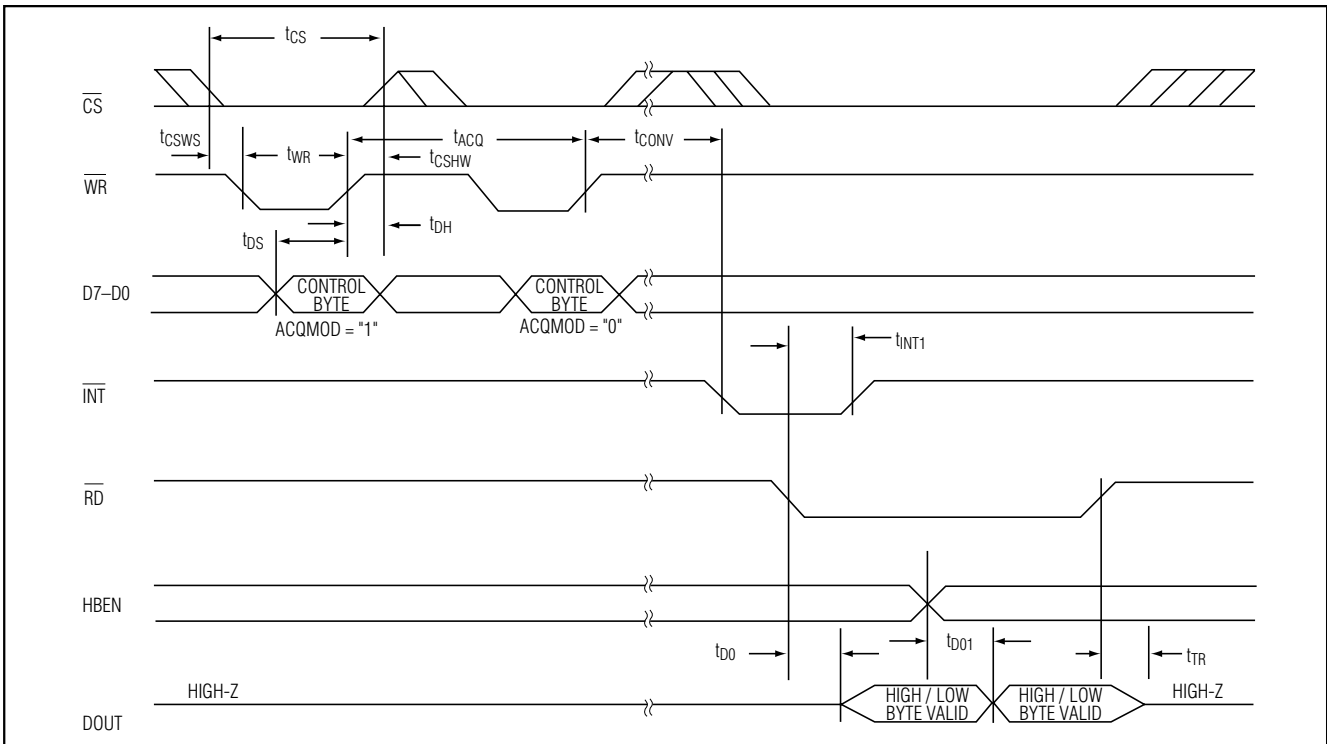 tCS
CS
tCSWS
tWR
tACQ
tCSHW
tCONV
WR
tDS
tDH
D7–D0
CONTROL
BYTE
CONTROL
BYTE
ACQMOD = "1"
ACQMOD = "0"
tINT1
INT
RD
HBEN
tD0
tD01
tTR
HIGH-Z
HIGH / LOW
BYTE VALID
HIGH / LOW
BYTE VALID
HIGH-Z
DOUT